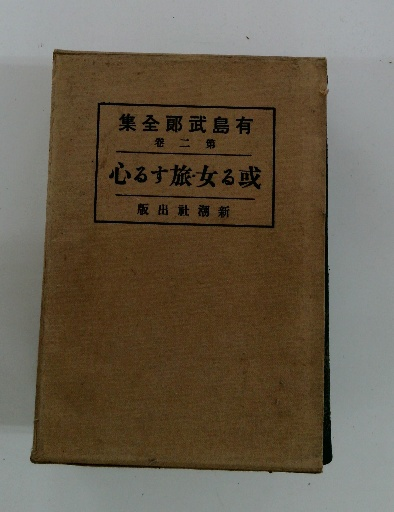 有島武郎全集
第二巻
或る女・旅する心
新潮社出版